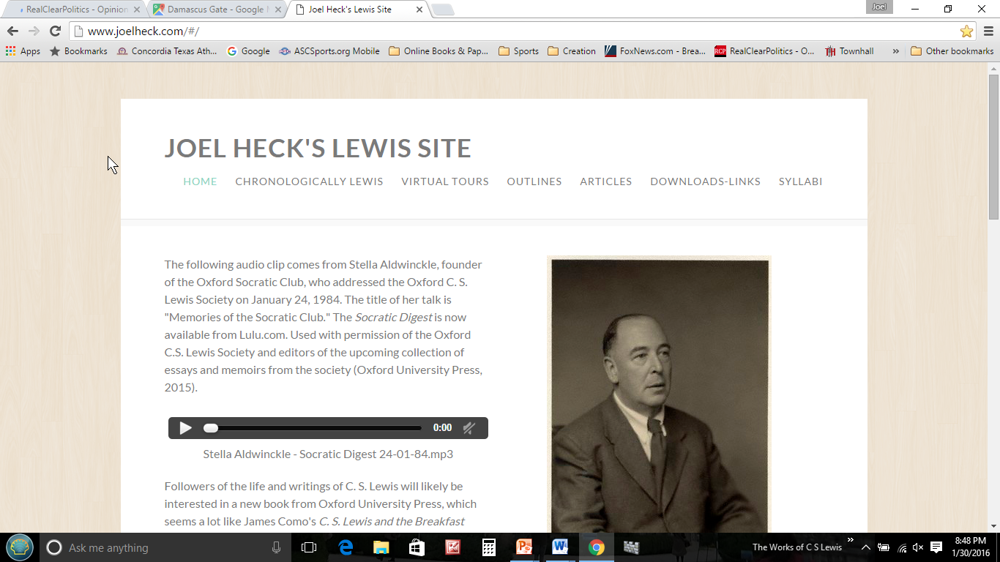 RealClearPolitics - Opinion
Damascus Gate - Google M
Joel Heck's Lewis Site
Joel
www.joelheck.com/#/
Apps
Bookmarks
Concordia Texas Ath...
Google
ASCSports.org Mobile
Online Books & Pap...
Sports
Creation
FoxNews.com - Brea...
RCP
RealClearPolitics - O...
TH
Townhall
»
Other bookmarks
JOEL HECK'S LEWIS SITE
HOME
CHRONOLOGICALLY LEWIS
VIRTUAL TOURS
OUTLINES
ARTICLES
DOWNLOADS-LINKS
SYLLABI
The following audio clip comes from Stella Aldwinckle, founder
of the Oxford Socratic Club, who addressed the Oxford C. S.
Lewis Society on January 24, 1984. The title of her talk is
"Memories of the Socratic Club." The Socratic Digest is now
available from Lulu.com. Used with permission of the Oxford
C.S. Lewis Society and editors of the upcoming collection of
essays and memoirs from the society (Oxford University Press,
2015).
0:00
Stella Aldwinckle - Socratic Digest 24-01-84.mp3
Followers of the life and writings of C. S. Lewis will likely be
interested in a new book from Oxford University Press, which
seems a lot like James Como's C. S. Lewis and the Breakfast
Ask me anything
The Works of C S Lewis
»
8:48 PM
1/30/2016